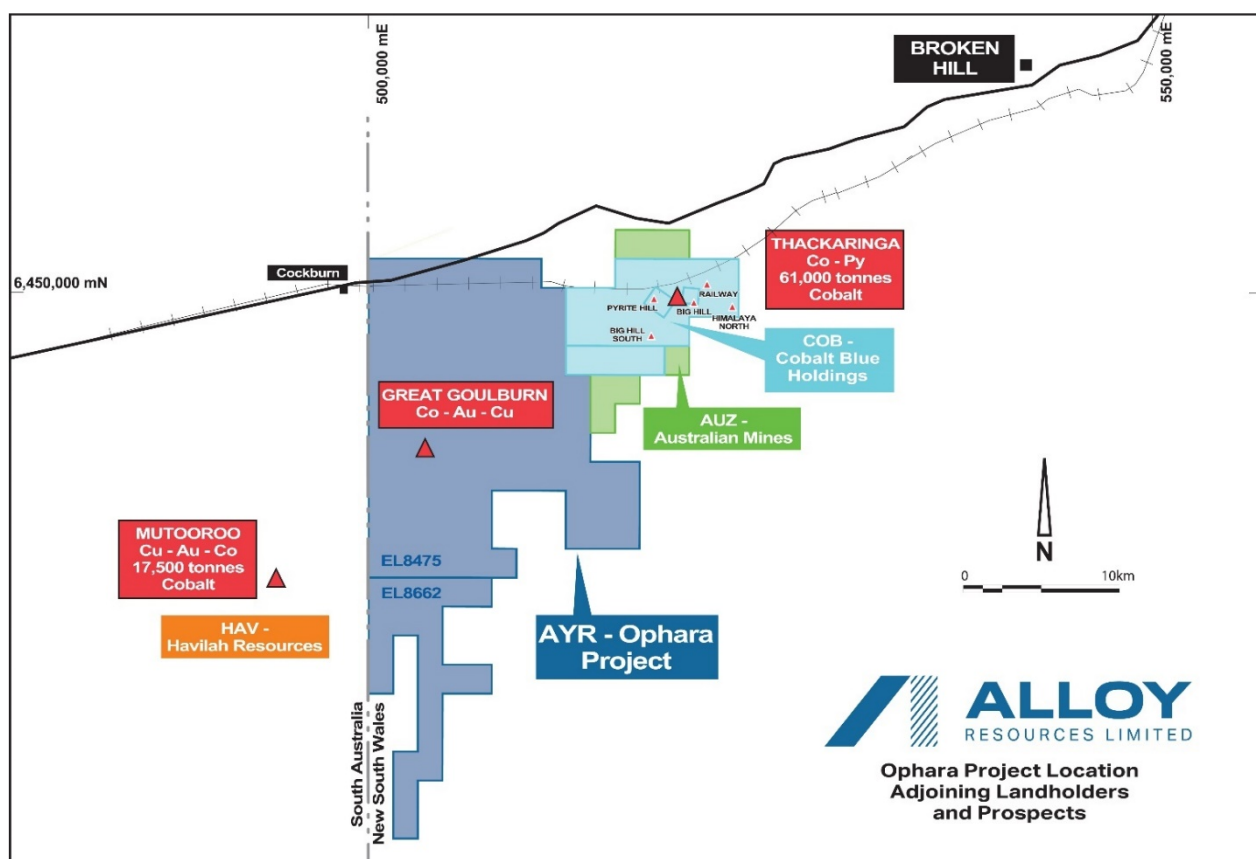 500,000 mE
550,000 mE
BROKEN
HILL
6,450,000 mN
Cockburn
THACKARINGA
Co - Py
61,000 tonnes
Cobalt
RAILWAY
PYRITE HILL
BIG HILL
HIMALAYA
NORTH
BIG HILL
SOUTH
COB -
Cobalt Blue
Holdings
GREAT GOULBURN
Co - Au - Cu
AUZ -
Australian Mines
MUTOOROO
Cu - Au - Co
17,500 tonnes
Cobalt
HAV -
Havilah Resources
EL8475
EL8662
AYR - Ophara
Project
N
0 10km
South Australia
New South Wales
ALLOY
RESOURCES LIMITED
Ophara Project Location
Adjoining Landholders
and Prospects